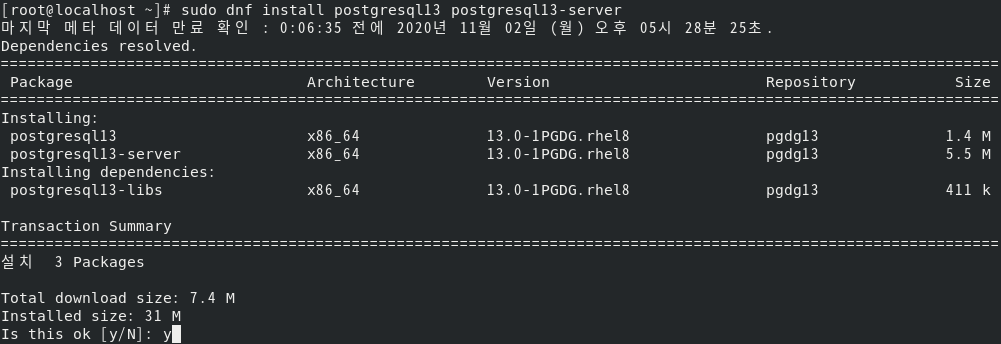 [root@localhost ~]# sudo dnf install postgresql13 postgresql13-server
마지막 메타 데이터 만료 확인 : 0:06:35 전에 2020년 11월 02일 (월) 오후 05시 28분 25초.
Dependencies resolved.
================================================================================
Package Architecture Version Repository Size
================================================================================
Installing:
postgresql13 x86_64 13.0-1PGDG.rhel8 pgdg13 1.4 M
postgresql13-server x86_64 13.0-1PGDG.rhel8 pgdg13 5.5 M
Installing dependencies:
postgresql13-libs x86_64 13.0-1PGDG.rhel8 pgdg13 411 k
Transaction Summary
================================================================================
설치 3 Packages
Total download size: 7.4 M
Installed size: 31 M
Is this ok [y/N]: y